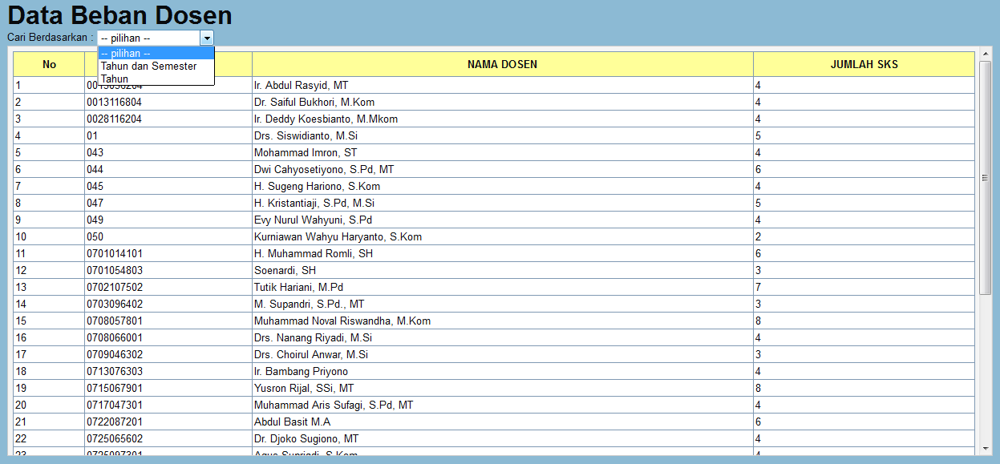 Data Beban Dosen
Cari Berdasarkan : -- pilihan --
-- pilihan --
Tahun dan Semester
Tahun
No NAMA DOSEN JUMLAH SKS
1 Ir. Abdul Rasyid, MT 4
2 0013116804 Dr. Saiful Bukhori, M.Kom 4
3 0028116204 Ir. Deddy Koesbianto, M.Mkom 4
4 01 Drs. Siswidianto, M.Si 5
5 043 Mohammad Imron, ST 4
6 044 Dwi Cahyosetiyono, S.Pd, MT 6
7 045 H. Sugeng Hariono, S.Kom 4
8 047 H. Kristantiaji, S.Pd, M.Si 5
9 049 Evy Nurul Wahyuni, S.Pd 4
10 050 Kurniawan Wahyu Haryanto, S.Kom 2
11 0701014101 H. Muhammad Romli, SH 6
12 0701054803 Soenardi, SH 3
13 0702107502 Tutik Hariani, M.Pd 7
14 0703096402 M. Supandri, S.Pd., MT 3
15 0708057801 Muhammad Noval Riswandha, M.Kom 8
16 0708066001 Drs. Nanang Riyadi, M.Si 4
17 0709046302 Drs. Choirul Anwar, M.Si 3
18 0713076303 Ir. Bambang Priyono 4
19 0715067901 Yusron Rijal, SSi, MT 8
20 0717047301 Muhammad Aris Sufagi, S.Pd, MT 4
21 0722087201 Abdul Basit M.A 6
22 0725065602 Dr. Djoko Sugiono, MT 4
23 0725097301 Agus Supriadi, S.Kom 4